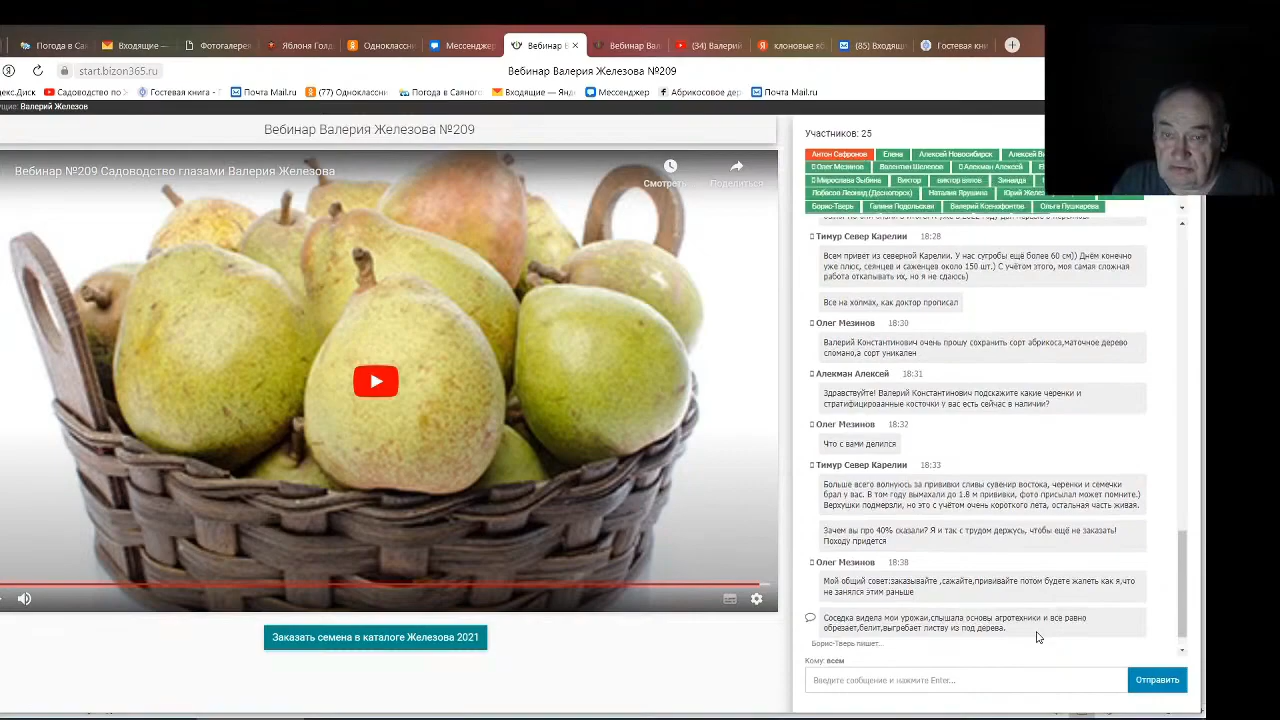 Погода в Сая
Входящие —
Фотогалерея
Яблоня Голд
Одноклассн
Мессенджер
Вебинар В
Вебинар Вал
(34) Валерий
клоновые яб
(85) Входящ
Гостевая кни
start.bizon365.ru
Вебинар Валерия Железова №209
екс.Диск
Садоводство по
Гостевая книга - Г
Почта Mail.ru
(77) Одноклассни
Погода в Саяного
Входящие — Янд
Мессенджер
Абрикосовое дер
Почта Mail.ru
ущие: Валерий Железов
Вебинар Валерия Железова №209
Вебинар №209 Садоводство глазами Валерия Железова
Смотреть
Поделиться
Заказать семена в каталоге Железова 2021
Участников: 25
Антон Сафронов
Елена
Алексей Новосибирск
Алексей Ви
Олег Мезинов
Валентин Шелепов
Алекман Алексей
Мирослава Зыбина
Виктор
виктор вялов
Зинаида
Лобасов Леонид (Десногорск)
Наталия Ярушина
Юрий Желез
Борис-Тверь
Галина Подольская
Валерий Ксенофонтов
Ольга Пушкарева
Тимур Север Карелии 18:28
Всем привет из северной Карелии. У нас сугробы ещё более 60 см)) Днём конечно
уже плюс, сеянцев и саженцев около 150 шт.) С учётом этого, моя самая сложная
работа откапывать их, но я не сдаюсь)
Все на холмах, как доктор прописал
Олег Мезинов 18:30
Валерий Константинович очень прошу сохранить сорт абрикоса,маточное дерево
сломано,а сорт уникален
Алекман Алексей 18:31
Здравствуйте! Валерий Константинович подскажите какие черенки и
стратифицированные косточки у вас есть сейчас в наличии?
Олег Мезинов 18:32
Что с вами делился
Тимур Север Карелии 18:33
Больше всего волнуюсь за прививки сливы сувенир востока, черенки и семечки
брал у вас. В том году вымахали до 1.8 м прививки, фото присылал может помните.)
Верхушки подмерзли, но это с учётом очень короткого лета, остальная часть живая.
Зачем вы про 40% сказали? Я и так с трудом держусь, чтобы ещё не заказать!
Походу придется
Олег Мезинов 18:38
Мой общий совет:заказывайте ,сажайте,прививайте потом будете жалеть как я,что
не занялся этим раньше
Соседка видела мои урожаи,слышала основы агротехники и все равно
обрезает,белит,выгребает листву из под дерева.
Борис-Тверь пишет...
Кому: всем
Введите сообщение и нажмите Enter...
Отправить